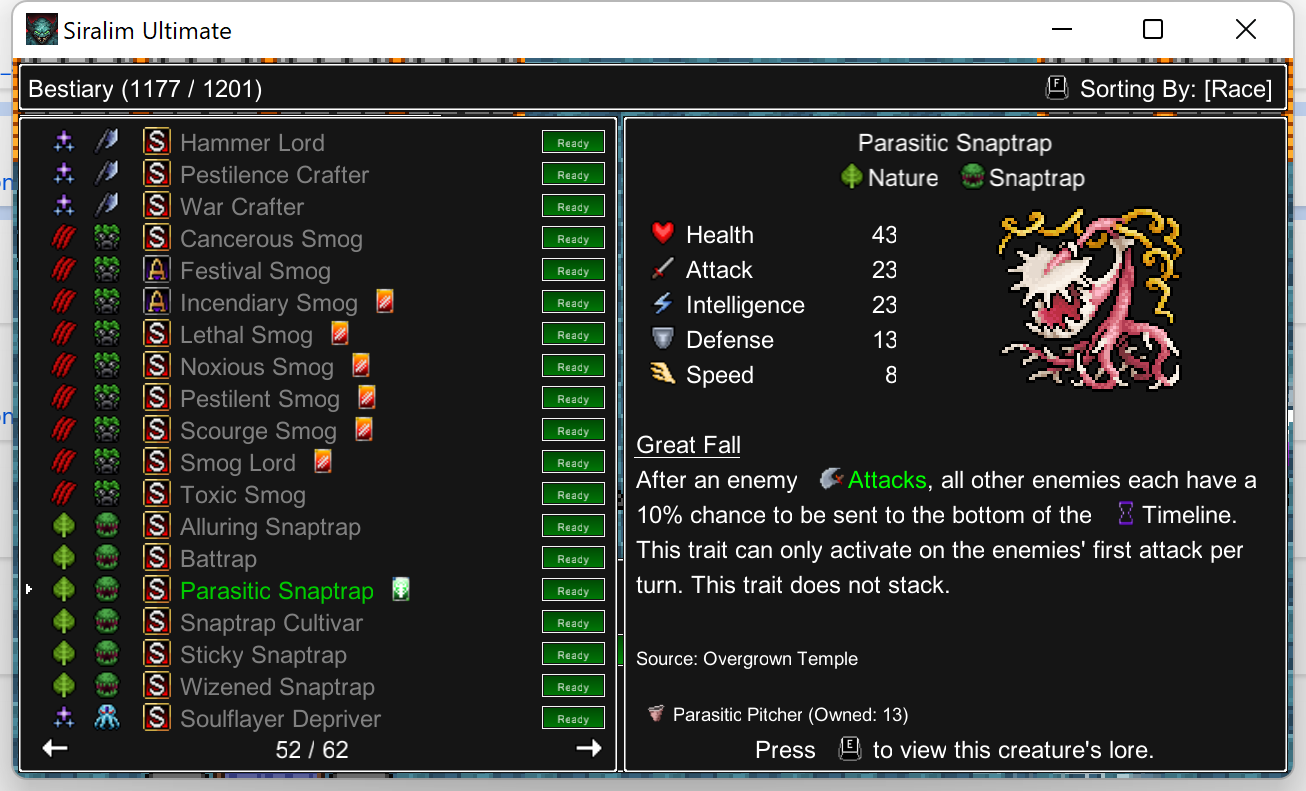 Siralim Ultimate
Bestiary (1177 / 1201)
F Sorting By: [Race]
S Hammer Lord Ready
S Pestilence Crafter Ready
S War Crafter Ready
S Cancerous Smog Ready
A Festival Smog Ready
A Incendiary Smog Ready
S Lethal Smog Ready
S Noxious Smog Ready
S Pestilent Smog Ready
S Scourge Smog Ready
S Smog Lord Ready
S Toxic Smog Ready
S Alluring Snaptrap Ready
S Battrap Ready
S Parasitic Snaptrap Ready
S Snaptrap Cultivar Ready
S Sticky Snaptrap Ready
S Wizened Snaptrap Ready
S Soulflayer Depriver Ready
52 / 62
Parasitic Snaptrap
Nature Snaptrap
Health 43
Attack 23
Intelligence 23
Defense 13
Speed 8
Great Fall
After an enemy Attacks, all other enemies each have a
10% chance to be sent to the bottom of the Timeline.
This trait can only activate on the enemies' first attack per
turn. This trait does not stack.
Source: Overgrown Temple
Parasitic Pitcher (Owned: 13)
Press E to view this creature's lore.